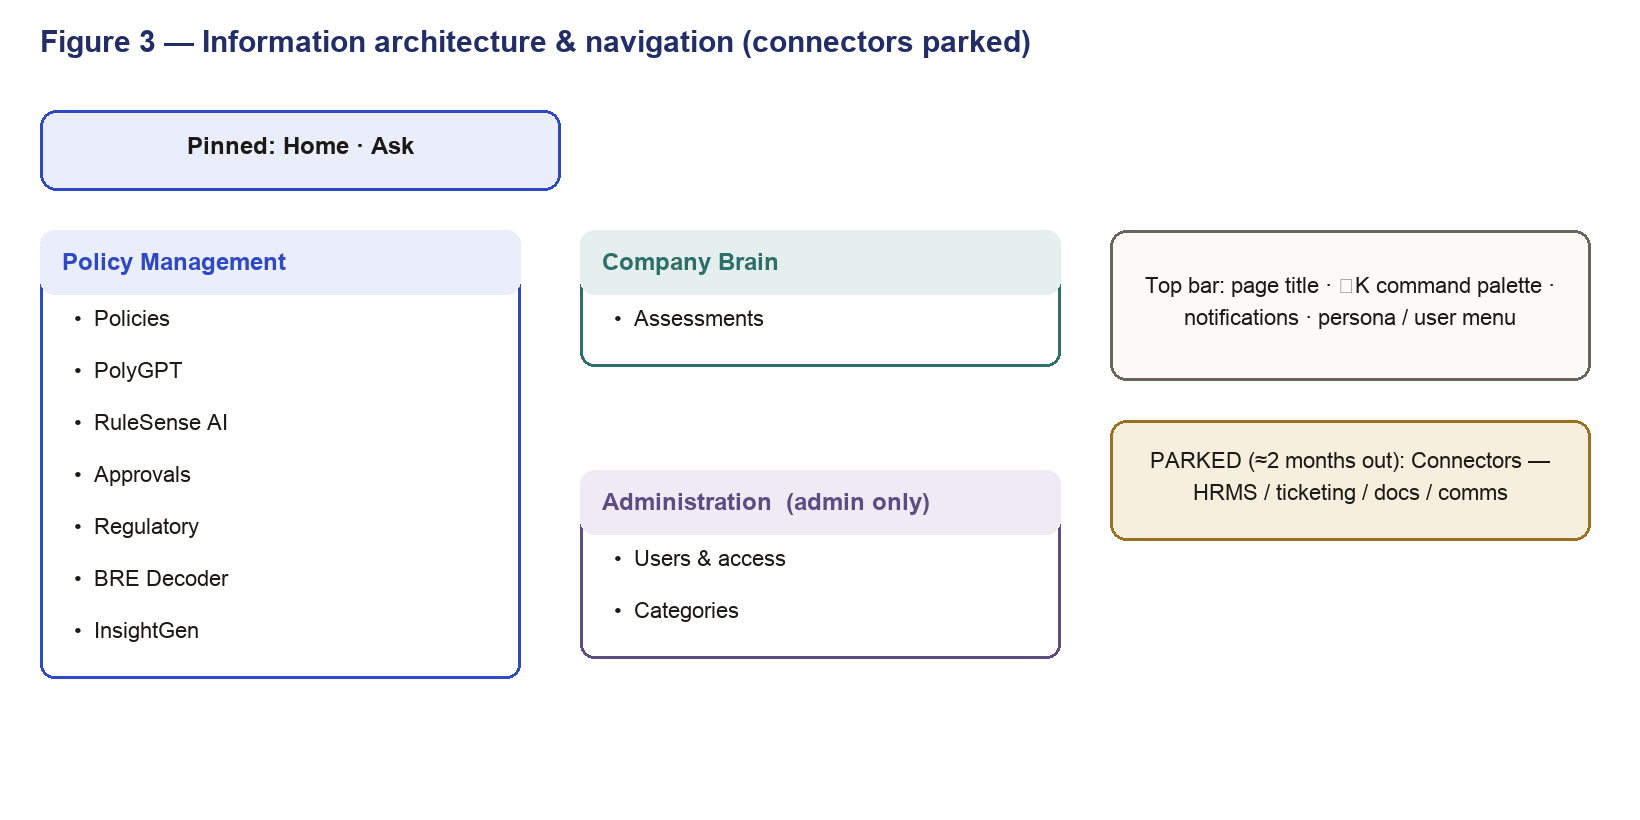 Figure 3 — Information architecture & navigation (connectors parked)
Pinned: Home · Ask
Policy Management
• Policies
• PolyGPT
• RuleSense AI
• Approvals
• Regulatory
• BRE Decoder
• InsightGen
Company Brain
• Assessments
Administration (admin only)
• Users & access
• Categories
Top bar: page title · □K command palette ·
notifications · persona / user menu
PARKED (≈2 months out): Connectors —
HRMS / ticketing / docs / comms